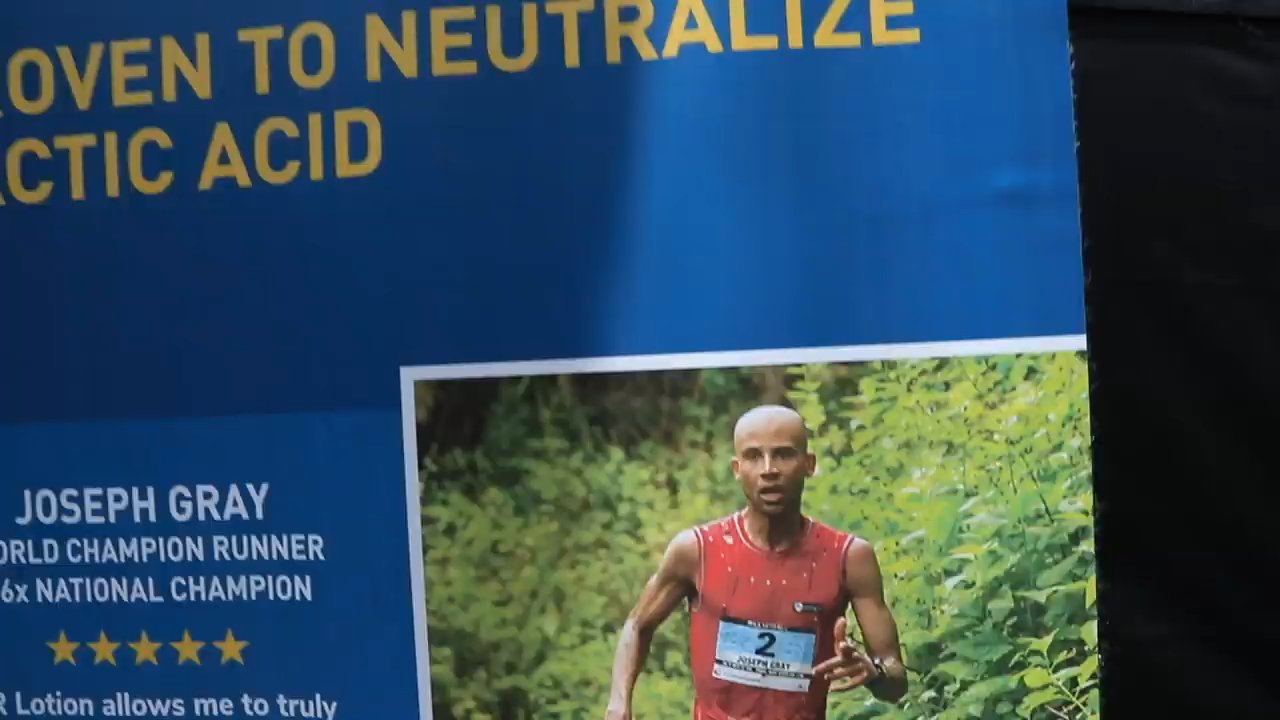 OVEN TO NEUTRALIZE
CTIC ACID
JOSEPH GRAY
ORLD CHAMPION RUNNER
6x NATIONAL CHAMPION
R Lotion allows me to truly
2
JOSEPH GRAY